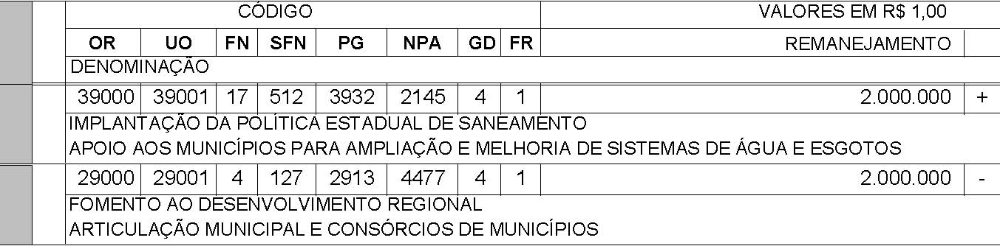 CÓDIGO VALORES EM R$ 1,00
OR UO FN SFN PG NPA GD FR REMANEJAMENTO
DENOMINAÇÃO
39000 39001 17 512 3932 2145 4 1 2.000.000 +
IMPLANTAÇÃO DA POLÍTICA ESTADUAL DE SANEAMENTO
APOIO AOS MUNICÍPIOS PARA AMPLIAÇÃO E MELHORIA DE SISTEMAS DE ÁGUA E ESGOTOS
29000 29001 4 127 2913 4477 4 1 2.000.000 -
FOMENTO AO DESENVOLVIMENTO REGIONAL
ARTICULAÇÃO MUNICIPAL E CONSÓRCIOS DE MUNICÍPIOS